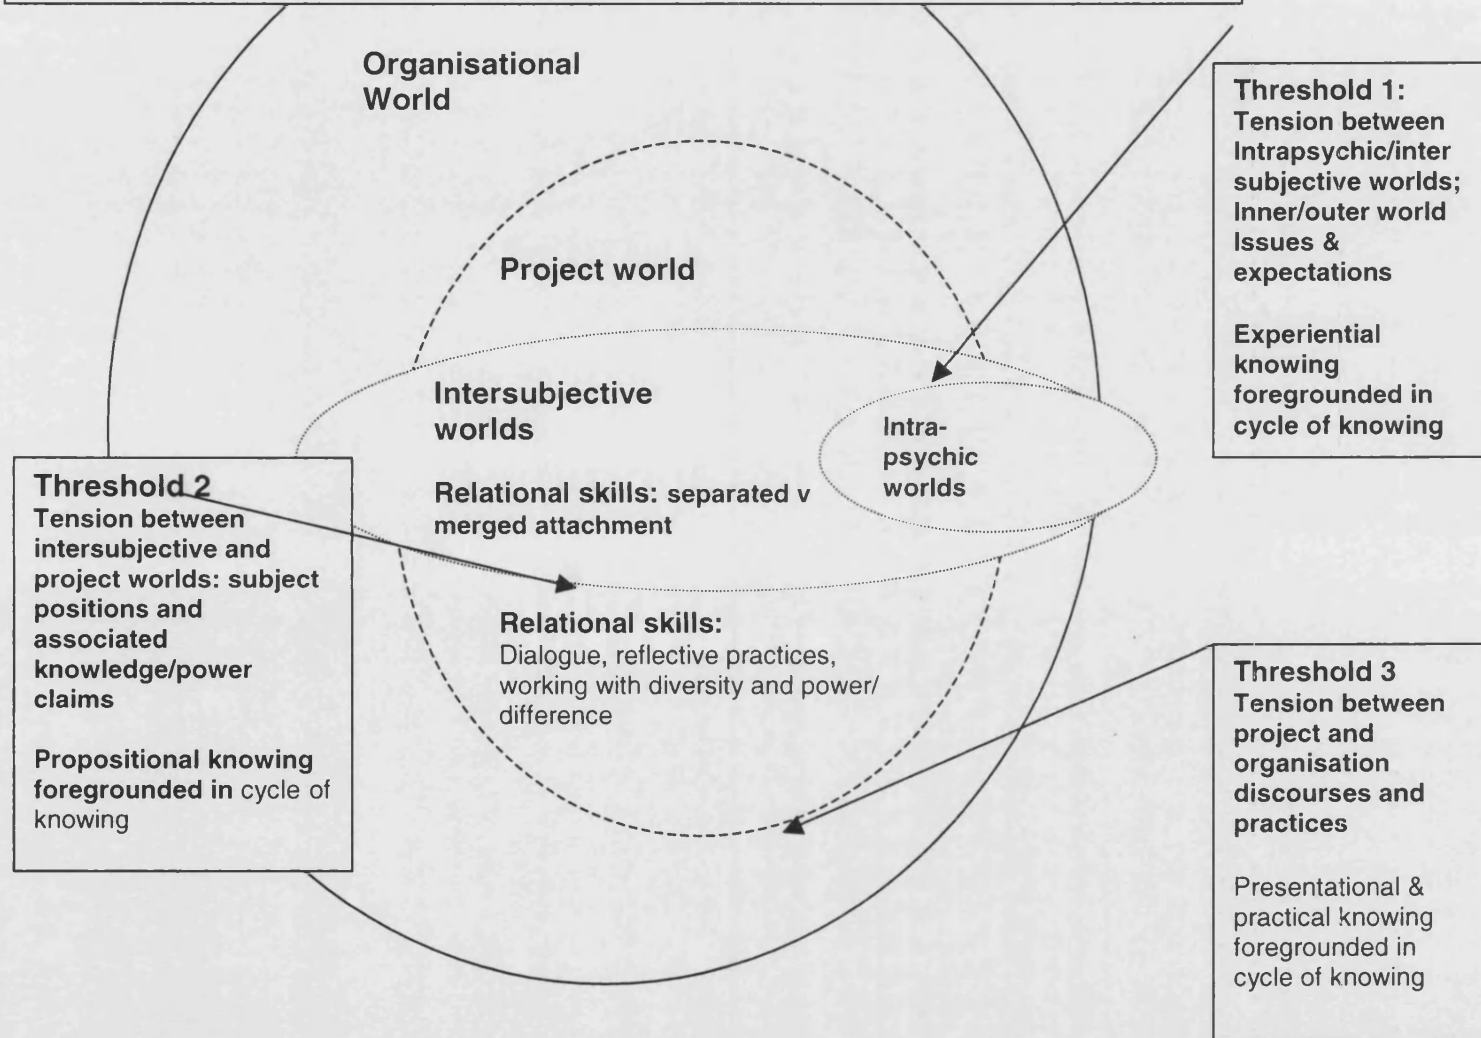 Organisational
World
Threshold 1:
Tension between
Intrapsychic/inter
subjective worlds;
Inner/outer world
Issues &
expectations
Experiential
knowing
foregrounded in
cycle of knowing
Project world
Intersubjective
worlds
Relational skills: separated v
merged attachment
Intra-
psychic
worlds
Threshold 2
Tension between
intersubjective and
project worlds: subject
positions and
associated
knowledge/power
claims
Propositional knowing
foregrounded in cycle of
knowing
Relational skills:
Dialogue, reflective practices,
working with diversity and power/
difference
Threshold 3
Tension between
project and
organisation
discourses and
practices
Presentational &
practical knowing
foregrounded in
cycle of knowing